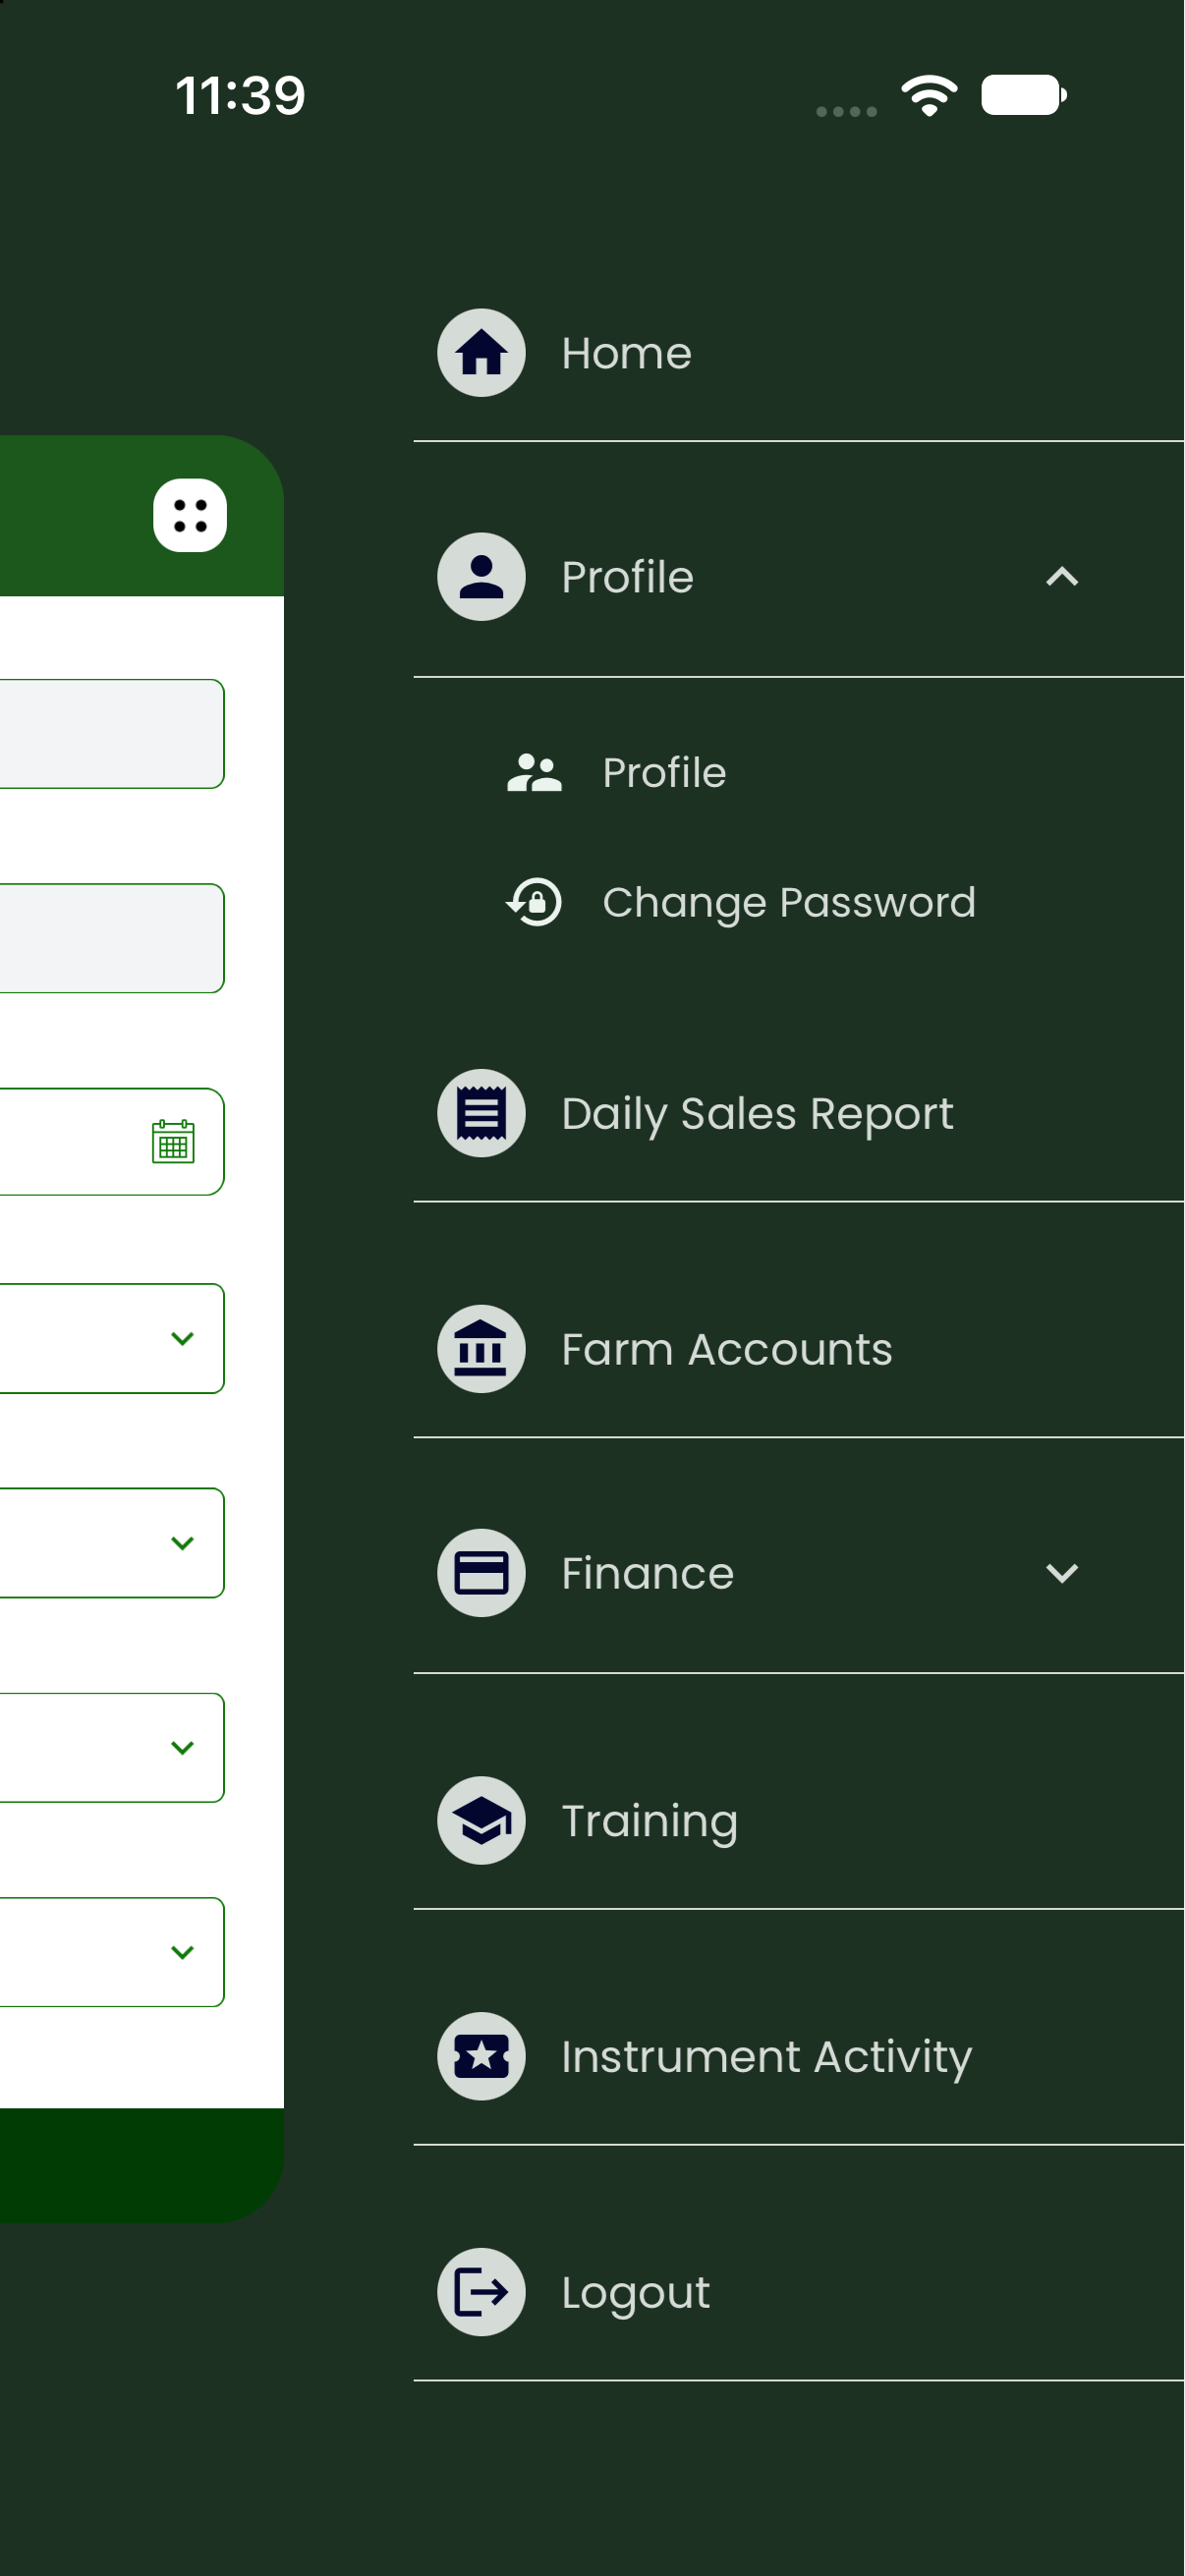 11:39
Home
Profile
Profile
Change Password
Daily Sales Report
Farm Accounts
Finance
Training
Instrument Activity
Logout